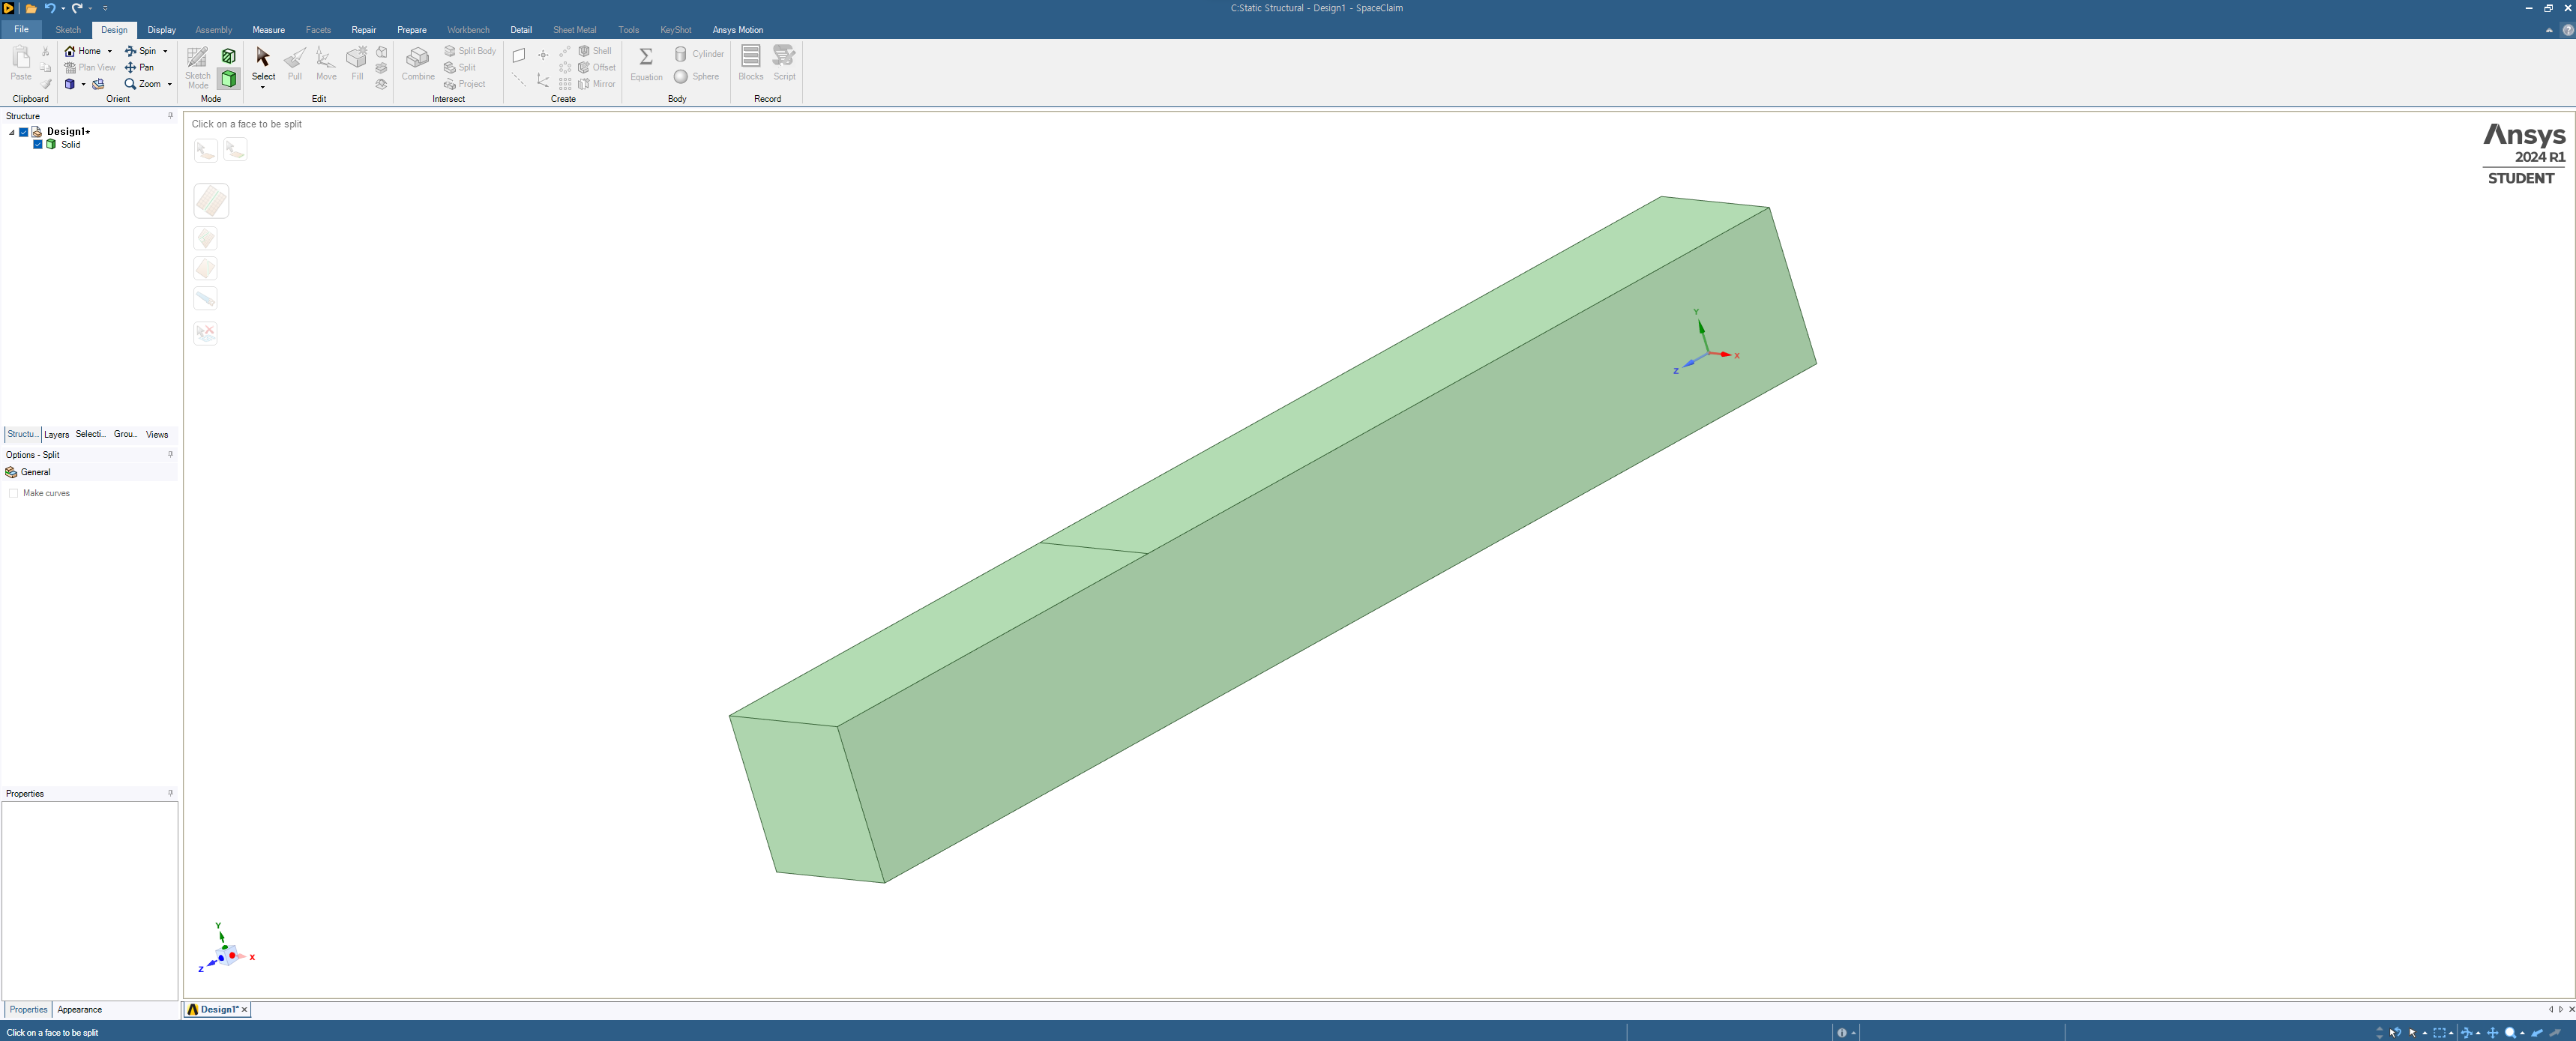 C:Static Structural - Design1 - SpaceClaim
File Sketch Design Display Assembly Measure Facets Repair Prepare Workbench Detail Sheet Metal Tools KeyShot Ansys Motion
Paste
Clipboard
Home Spin
Plan View Pan
Zoom
Orient
Sketch
Mode
Mode
Select Pull Move Fill
Edit
Combine Split Body
Split
Project
Intersect
Shell
Offset
Mirror
Create
Equation Cylinder
Sphere
Body
Blocks Script
Record
Structure
Design1*
Solid
Structu... Layers Selecti... Grou... Views
Options - Split
General
Make curves
Properties
Properties Appearance
Click on a face to be split
Ansys
2024 R1
STUDENT
Y
X
Z
Y
X
Z
Design1*
Click on a face to be split